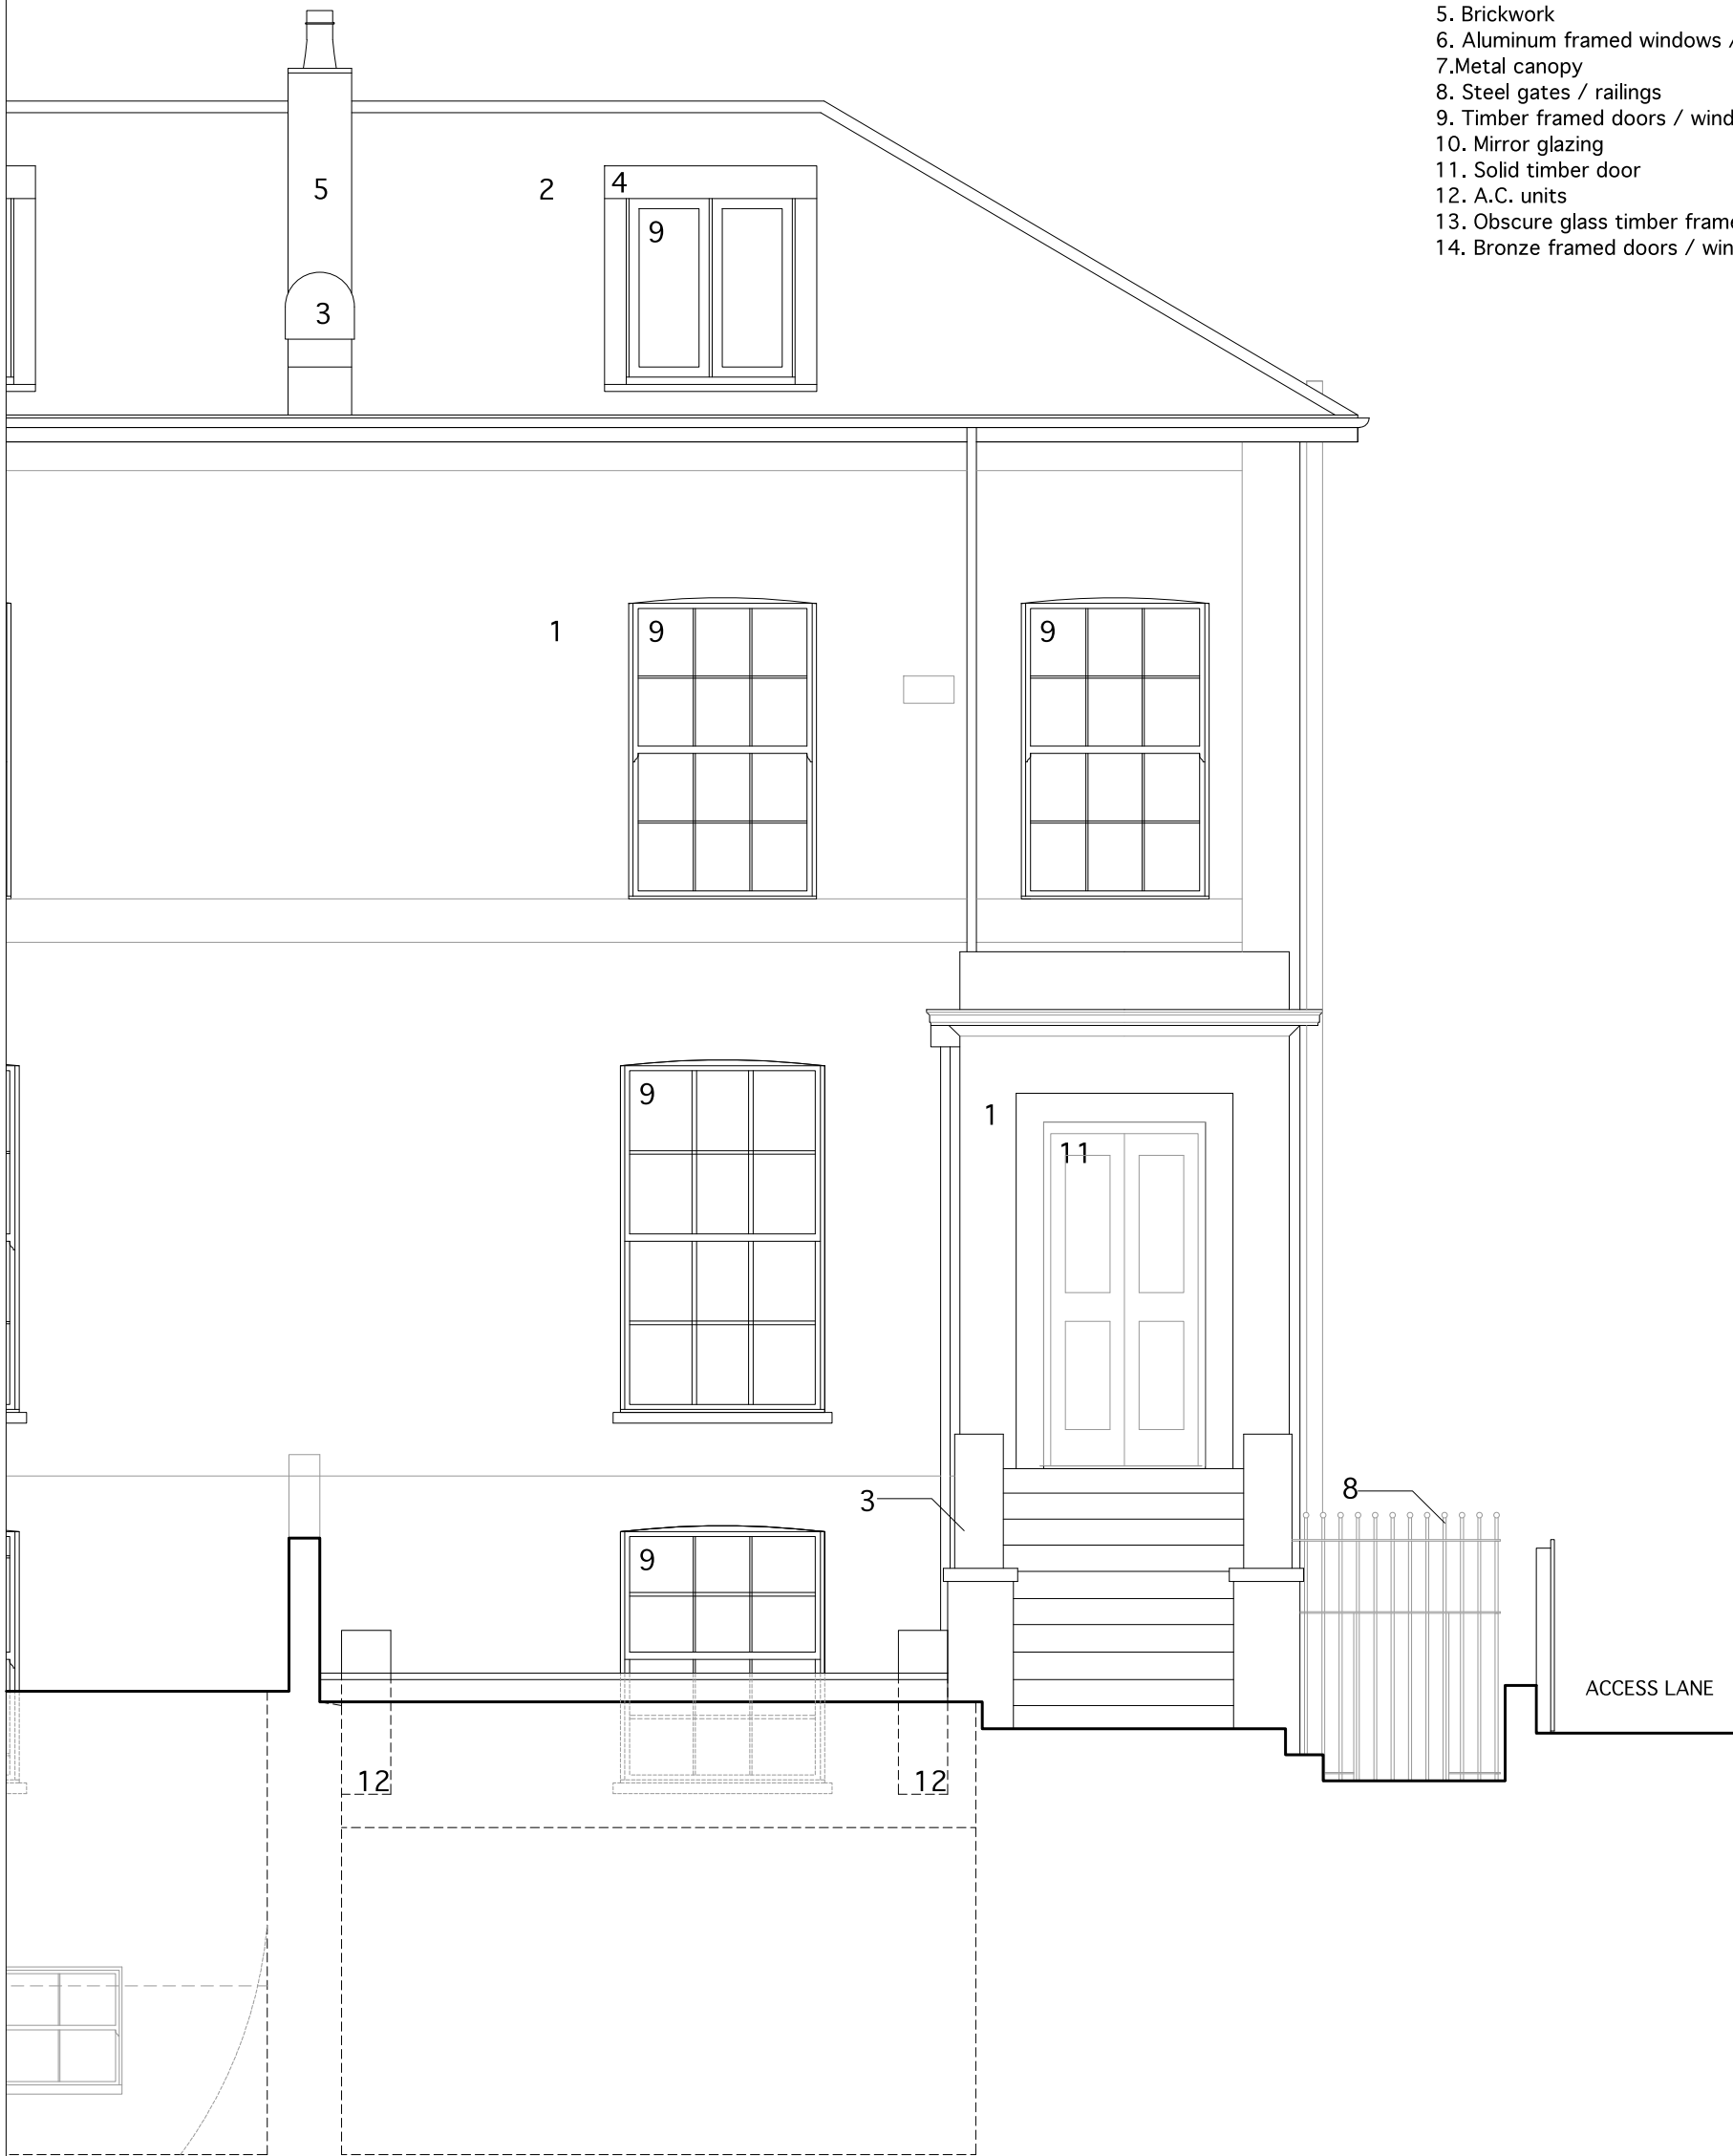 5. Brickwork
6. Aluminum framed windows /
7.Metal canopy
8. Steel gates / railings
9. Timber framed doors / wind
10. Mirror glazing
11. Solid timber door
12. A.C. units
13. Obscure glass timber frame
14. Bronze framed doors / win
5
2
4
9
3
1
9
9
9
1
11
3
8
9
ACCESS LANE
12
12